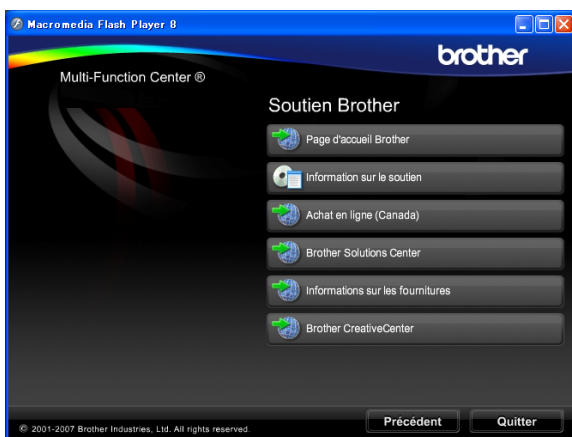 Macromedia Flash Player 8
brother
Multi-Function Center ®
Soutien Brother
Page d'accueil Brother
Information sur le soutien
Achat en ligne (Canada)
Brother Solutions Center
Informations sur les fournitures
Brother CreativeCenter
© 2001-2007 Brother Industries, Ltd. All rights reserved.
Précédent
Quitter